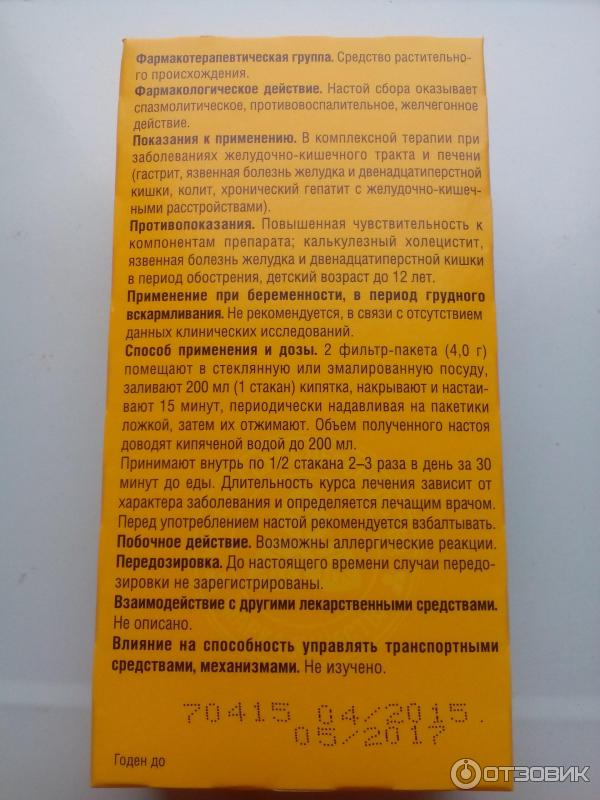 Фармакотерапевтическая группа. Средство растительно-
го происхождения.
Фармакологическое действие. Настой сбора оказывает
спазмолитическое, противовоспалительное, желчегонное
действие.
Показания к применению. В комплексной терапии при
заболеваниях желудочно-кишечного тракта и печени
(гастрит, язвенная болезнь желудка и двенадцатиперстной
кишки, колит, хронический гепатит с желудочно-кишеч-
ными расстройствами).
Противопоказания. Повышенная чувствительность к
компонентам препарата; калькулезный холецистит,
язвенная болезнь желудка и двенадцатиперстной кишки
в период обострения, детский возраст до 12 лет.
Применение при беременности, в период грудного
вскармливания. Не рекомендуется, в связи с отсутствием
данных клинических исследований.
Способ применения и дозы. 2 фильтр-пакета (4,0 г)
помещают в стеклянную или эмалированную посуду,
заливают 200 мл (1 стакан) кипятка, накрывают и настаи-
вают 15 минут, периодически надавливая на пакетики
ложкой, затем их отжимают. Объем полученного настоя
доводят кипяченой водой до 200 мл.
Принимают внутрь по 1/2 стакана 2–3 раза в день за 30
минут до еды. Длительность курса лечения зависит от
характера заболевания и определяется лечащим врачом.
Перед употреблением настой рекомендуется взбалтывать.
Побочное действие. Возможны аллергические реакции.
Передозировка. До настоящего времени случаи передо-
зировки не зарегистрированы.
Взаимодействие с другими лекарственными средствами.
Не описано.
Влияние на способность управлять транспортными
средствами, механизмами. Не изучено.
70415 04/2015.
05/2017
Годен до
ОТЗОВИК